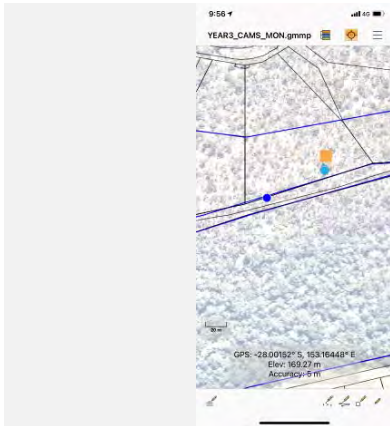 9:56
4G
YEAR3_CAMS_MON.gmmp
20 m
GPS: -28.00152° S, 153.16448° E
Elev: 169.27 m
Accuracy: 5 m